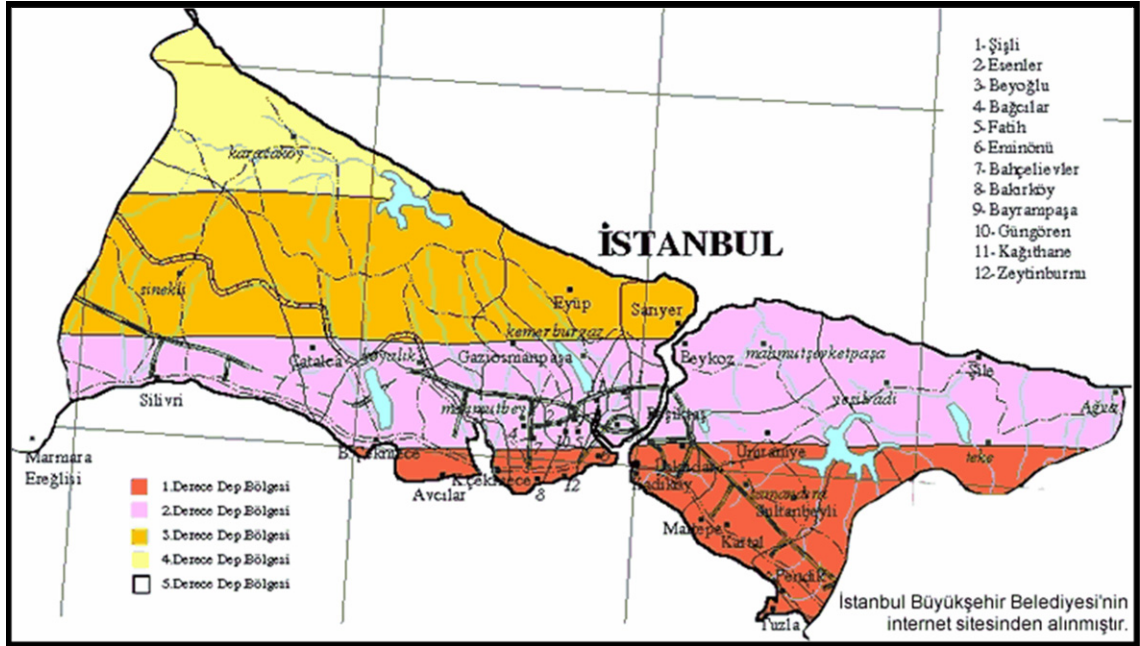 1- Şişli
2- Esenler
3- Beyoğlu
4- Bağcılar
5- Fatih
6- Eminönü
7- Bahçelievler
8- Bakırköy
9- Bayrampaşa
10- Güngören
11- Kağıthane
12- Zeytinburnu
İSTANBUL
karacaköy
sinekli
Eyüp
Sarıyer
kemerburgaz
Çatalca
Gaziosmanpaşa
Beykoz
mahmutşevketpaşa
Şile
Silivri
mahmutbey
Beşiktaş
Ağva
Marmara
Ereğlisi
Ümraniye
teke
Avcılar
K.Çekmece
8
12
Üsküdar
Kadıköy
Sultanbeyli
Maltepe
Kartal
Pendik
Tuzla
1.Derece Dep.Bölgesi
2.Derece Dep.Bölgesi
3.Derece Dep.Bölgesi
4.Derece Dep.Bölgesi
5.Derece Dep.Bölgesi
İstanbul Büyükşehir Belediyesi'nin
internet sitesinden alınmıştır.